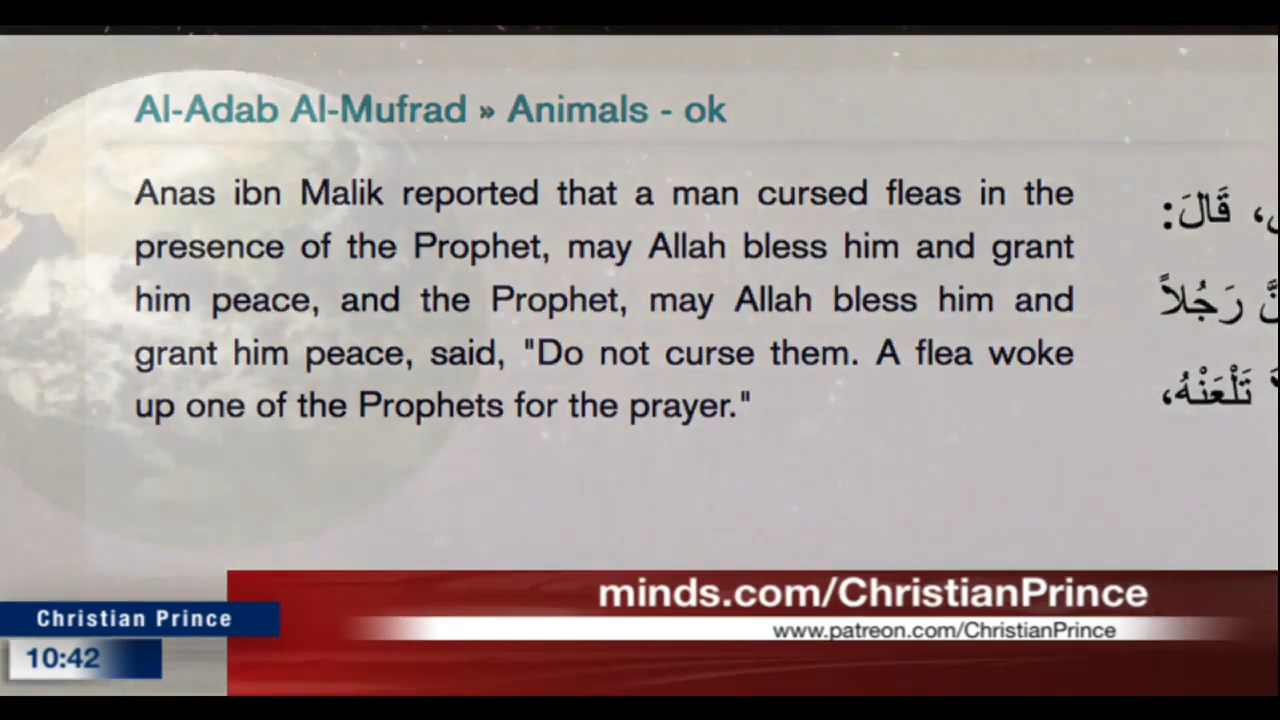 Al-Adab Al-Mufrad » Animals - ok
Anas ibn Malik reported that a man cursed fleas in the
presence of the Prophet, may Allah bless him and grant
him peace, and the Prophet, may Allah bless him and
grant him peace, said, "Do not curse them. A flea woke
up one of the Prophets for the prayer."
، قَالَ:
رَجُلاً
تَلْعَنْهُ،
minds.com/ChristianPrince
www.patreon.com/ChristianPrince
Christian Prince
10:42